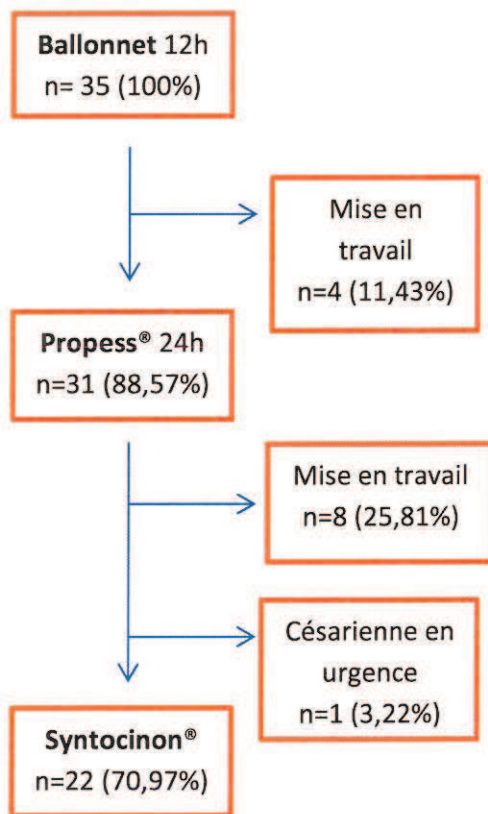 Ballonnet 12h
n= 35 (100%)
Mise en
travail
n=4 (11,43%)
Propess® 24h
n=31 (88,57%)
Mise en travail
n=8 (25,81%)
Césarienne en
urgence
n=1 (3,22%)
Syntocinon®
n=22 (70,97%)